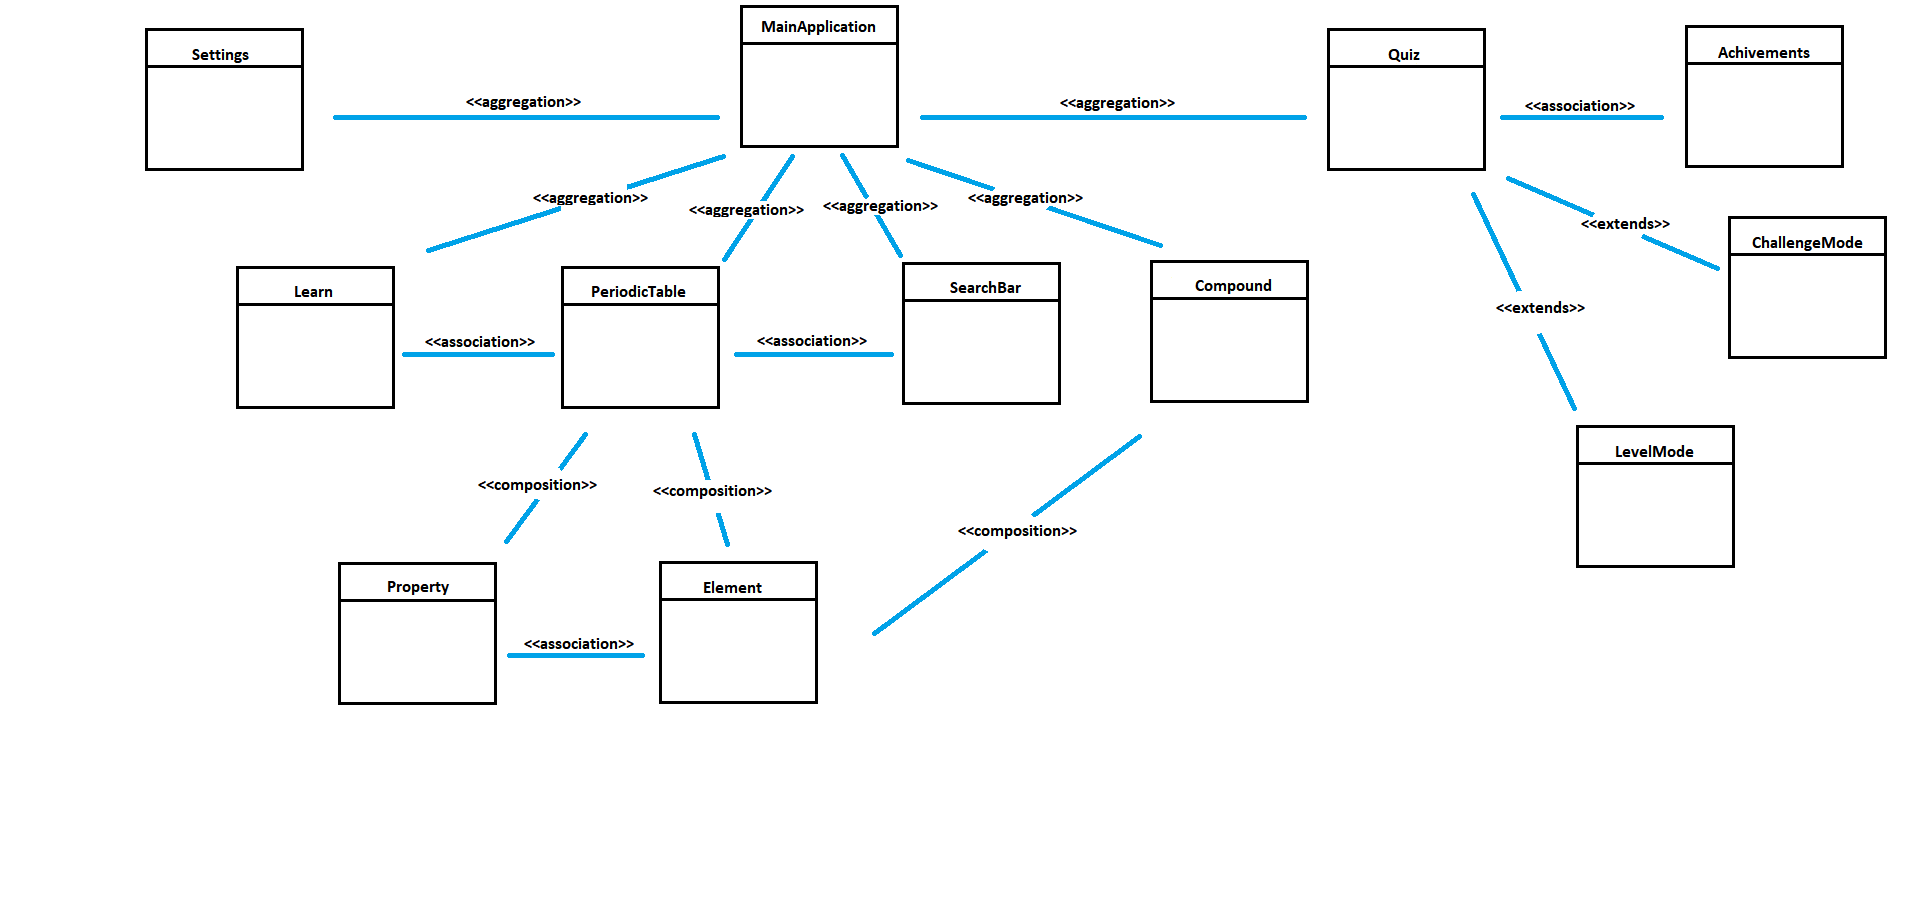 MainApplication
Settings
Quiz
Achivements
<<aggregation>>
<<aggregation>>
<<association>>
<<aggregation>>
<<aggregation>>
<<aggregation>>
<<aggregation>>
<<extends>>
ChallengeMode
Learn
PeriodicTable
SearchBar
Compound
<<extends>>
<<association>>
<<association>>
LevelMode
<<composition>>
<<composition>>
<<composition>>
Property
Element
<<association>>